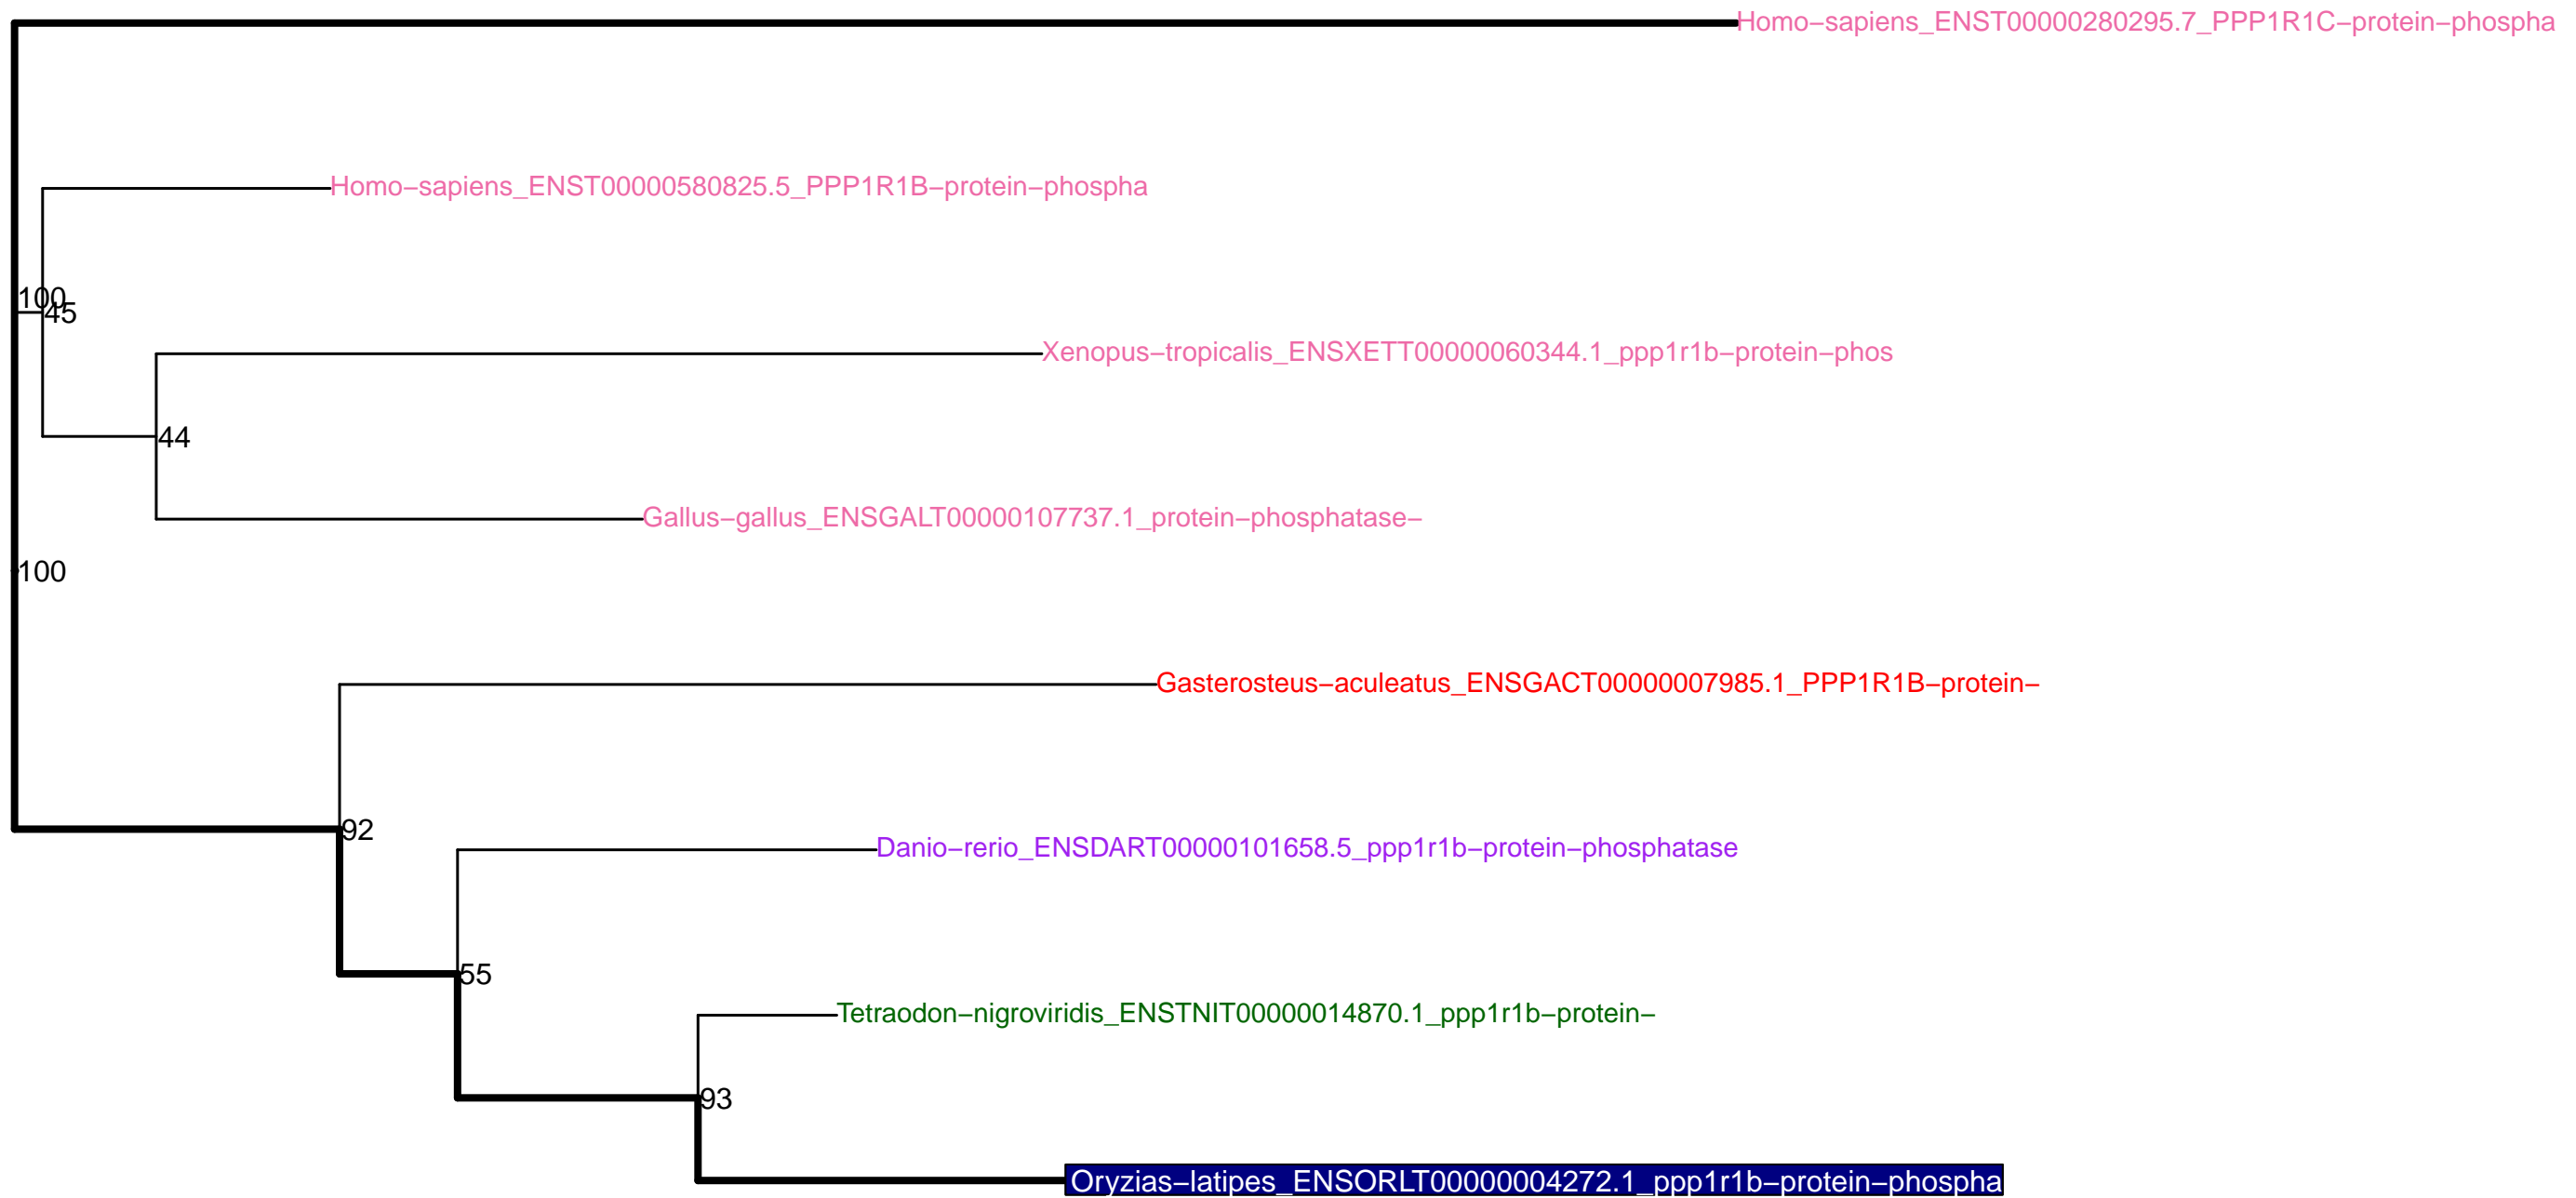 Homo−sapiens_ENST00000280295.7_PPP1R1C−protein−phospha
Homo−sapiens_ENST00000580825.5_PPP1R1B−protein−phospha
100
45
Xenopus−tropicalis_ENSXETT00000060344.1_ppp1r1b−protein−phos
44
Gallus−gallus_ENSGALT00000107737.1_protein−phosphatase−
100
Gasterosteus−aculeatus_ENSGACT00000007985.1_PPP1R1B−protein−
92
Danio−rerio_ENSDART00000101658.5_ppp1r1b−protein−phosphatase
55
Tetraodon−nigroviridis_ENSTNIT00000014870.1_ppp1r1b−protein−
93
Oryzias−latipes_ENSORLT00000004272.1_ppp1r1b−protein−phospha